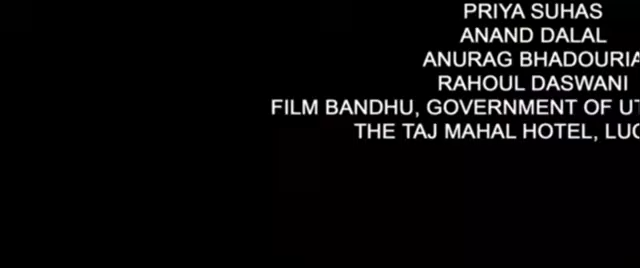 PRIYA SUHAS
ANAND DALAL
ANURAG BHADOURIA
RAHOUL DASWANI
FILM BANDHU, GOVERNMENT OF UT
THE TAJ MAHAL HOTEL, LUC